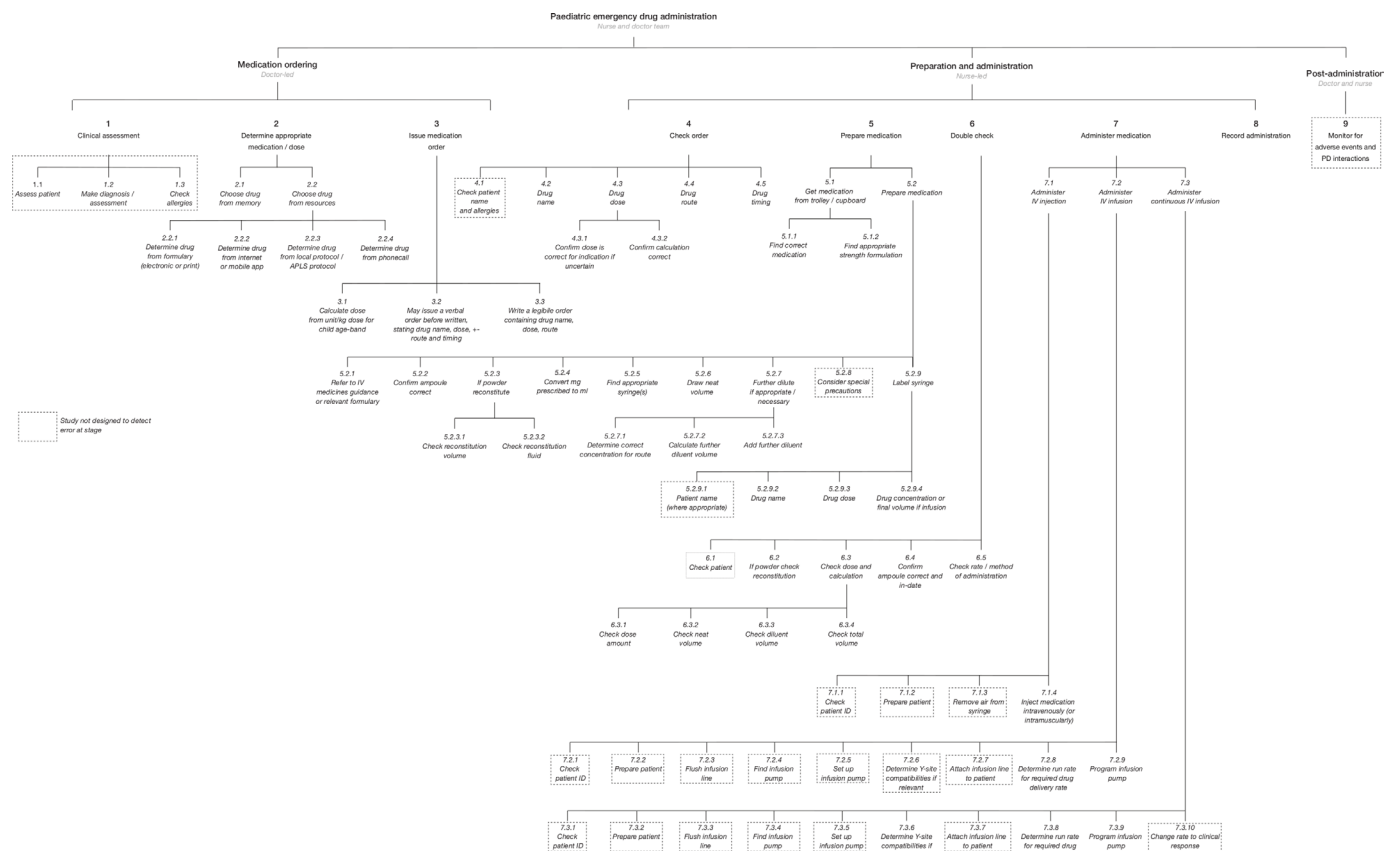 Paediatric emergency drug administration
Nurse and doctor team
Medication ordering
Doctor-led
Preparation and administration
Nurse-led
Post-administration
Doctor and nurse
1
Clinical assessment
2
Determine appropriate
medication / dose
3
Issue medication
order
4
Check order
5
Prepare medication
6
Double check
7
Administer medication
8
Record administration
9
Monitor for
adverse events and
PD interactions
1.1
Assess patient
1.2
Make diagnosis /
assessment
1.3
Check
allergies
2.1
Choose drug
from memory
2.2
Choose drug
from resources
4.1
Check patient
name
and allergies
4.2
Drug
name
4.3
Drug
dose
4.4
Drug
route
4.5
Drug
timing
5.1
Get medication
from trolley / cupboard
5.2
Prepare medication
7.1
Administer
IV injection
7.2
Administer
IV infusion
7.3
Administer
continuous IV infusion
2.2.1
Determine drug
from formulary
(electronic or print)
2.2.2
Determine drug
from internet
or mobile app
2.2.3
Determine drug
from local protocol /
APLS protocol
2.2.4
Determine drug
from phonecall
4.3.1
Confirm dose is
correct for indication if
uncertain
4.3.2
Confirm calculation
correct
5.1.1
Find correct
medication
5.1.2
Find appropriate
strength formulation
3.1
Calculate dose
from unit/kg dose for
child age-band
3.2
May issue a verbal
order before written,
stating drug name, dose, +-
route and timing
3.3
Write a legibile order
containing drug name,
dose, route
5.2.1
Refer to IV
medicines guidance
or relevant formulary
5.2.2
Confirm ampoule
correct
5.2.3
If powder
reconstitute
5.2.4
Convert mg
prescribed to ml
5.2.5
Find appropriate
syringe(s)
5.2.6
Draw neat
volume
5.2.7
Further dilute
if appropriate /
necessary
5.2.8
Consider special
precautions
5.2.9
Label syringe
Study not designed to detect
error at stage
5.2.3.1
Check reconstitution
volume
5.2.3.2
Check reconstitution
fluid
5.2.7.1
Determine correct
concentration for route
5.2.7.2
Calculate further
diluent volume
5.2.7.3
Add further diluent
5.2.9.1
Patient name
(where appropriate)
5.2.9.2
Drug name
5.2.9.3
Drug dose
5.2.9.4
Drug concentration or
final volume if infusion
6.1
Check patient
6.2
If powder check
reconstitution
6.3
Check dose and
calculation
6.4
Confirm
ampoule correct and
in-date
6.5
Check rate / method
of administration
6.3.1
Check dose
amount
6.3.2
Check neat
volume
6.3.3
Check diluent
volume
6.3.4
Check total
volume
7.1.1
Check
patient ID
7.1.2
Prepare patient
7.1.3
Remove air from
syringe
7.1.4
Inject medication
intravenously (or
intramuscularly)
7.2.1
Check
patient ID
7.2.2
Prepare patient
7.2.3
Flush infusion
line
7.2.4
Find infusion
pump
7.2.5
Set up
infusion pump
7.2.6
Determine Y-site
compatibilities if
relevant
7.2.7
Attach infusion line
to patient
7.2.8
Determine run rate
for required drug
delivery rate
7.2.9
Program infusion
pump
7.3.1
Check
patient ID
7.3.2
Prepare patient
7.3.3
Flush infusion
line
7.3.4
Find infusion
pump
7.3.5
Set up
infusion pump
7.3.6
Determine Y-site
compatibilities if
7.3.7
Attach infusion line
to patient
7.3.8
Determine run rate
for required drug
7.3.9
Program infusion
pump
7.3.10
Change rate to clinical
response